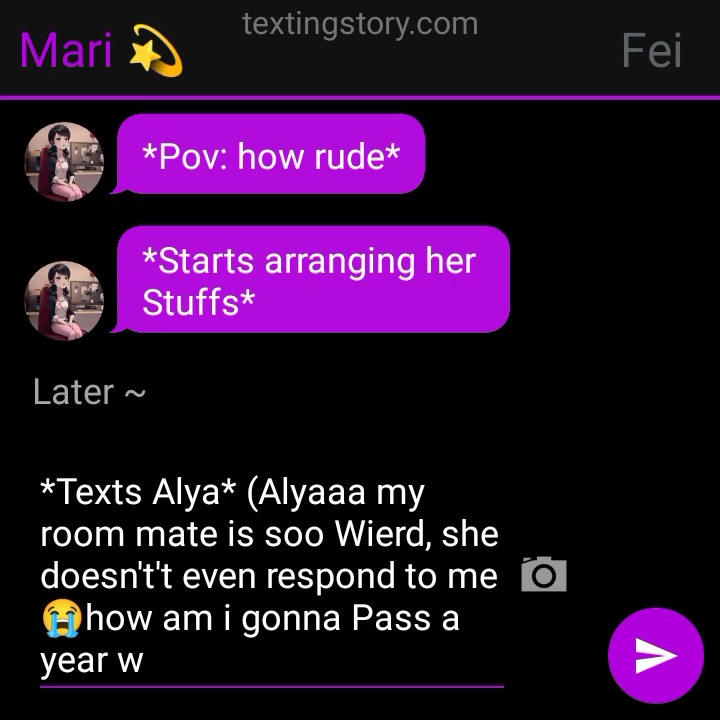 textingstory.com
Mari 💫
Fei
*Pov: how rude*
*Starts arranging her
Stuffs*
Later ~
*Texts Alya* (Alyaaa my
room mate is soo Wierd, she
doesn't't even respond to me
😭how am i gonna Pass a
year w